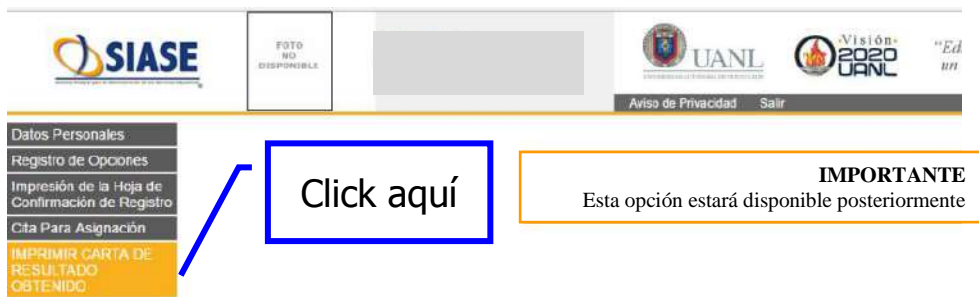 SIASE
FOTO
NO
DISPONIBLE
UANL
Visión
2020
UANL
"Ed
un
Aviso de Privacidad Salir
Datos Personales
Registro de Opciones
Impresión de la Hoja de
Confirmación de Registro
Cita Para Asignación
IMPRIMIR CARTA DE
RESULTADO
OBTENIDO
Click aquí
IMPORTANTE
Esta opción estará disponible posteriormente